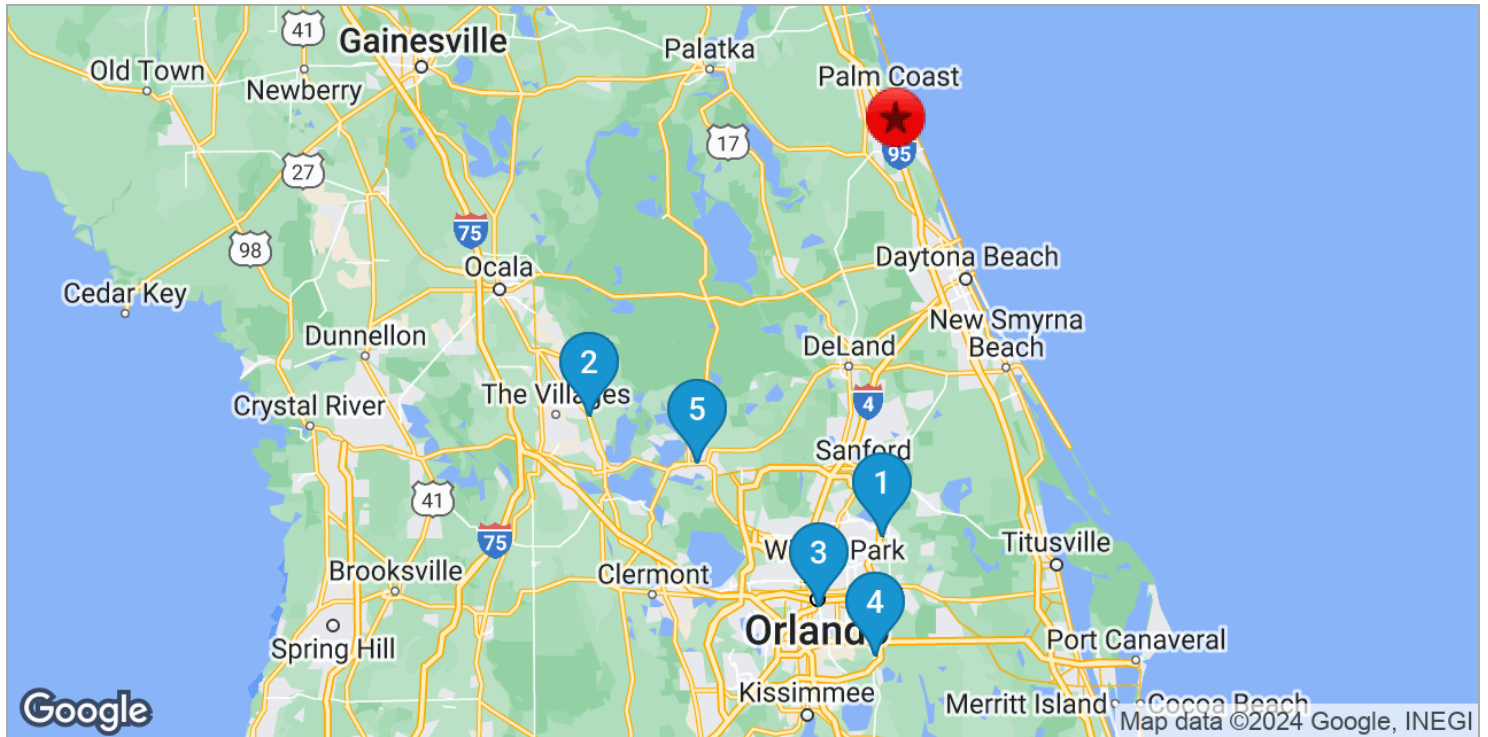 41
Gainesville
Palatka
Old Town
Newberry
Palm Coast
17
95
27
75
98
Ocala
Daytona Beach
Cedar Key
Dunnellon
New Smyrna
Beach
DeLand
2
The Villages
4
5
Crystal River
Sanford
1
41
75
3
Park
Titusville
Brooksville
Clermont
4
Orlando
Spring Hill
Port Canaveral
Kissimmee
Merritt Island
Cocoa Beach
Google
Map data ©2024 Google, INEGI